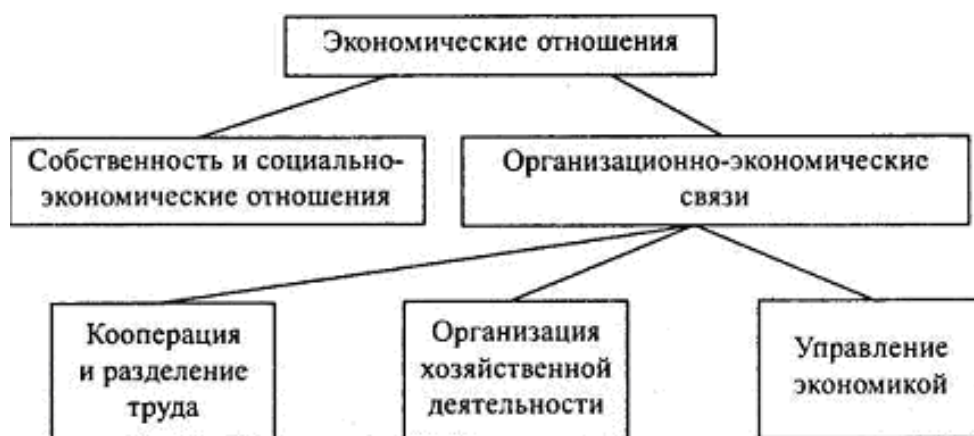 Экономические отношения
Собственность и социально-
экономические отношения
Организационно-экономические
связи
Кооперация
и разделение
труда
Организация
хозяйственной
деятельности
Управление
экономикой